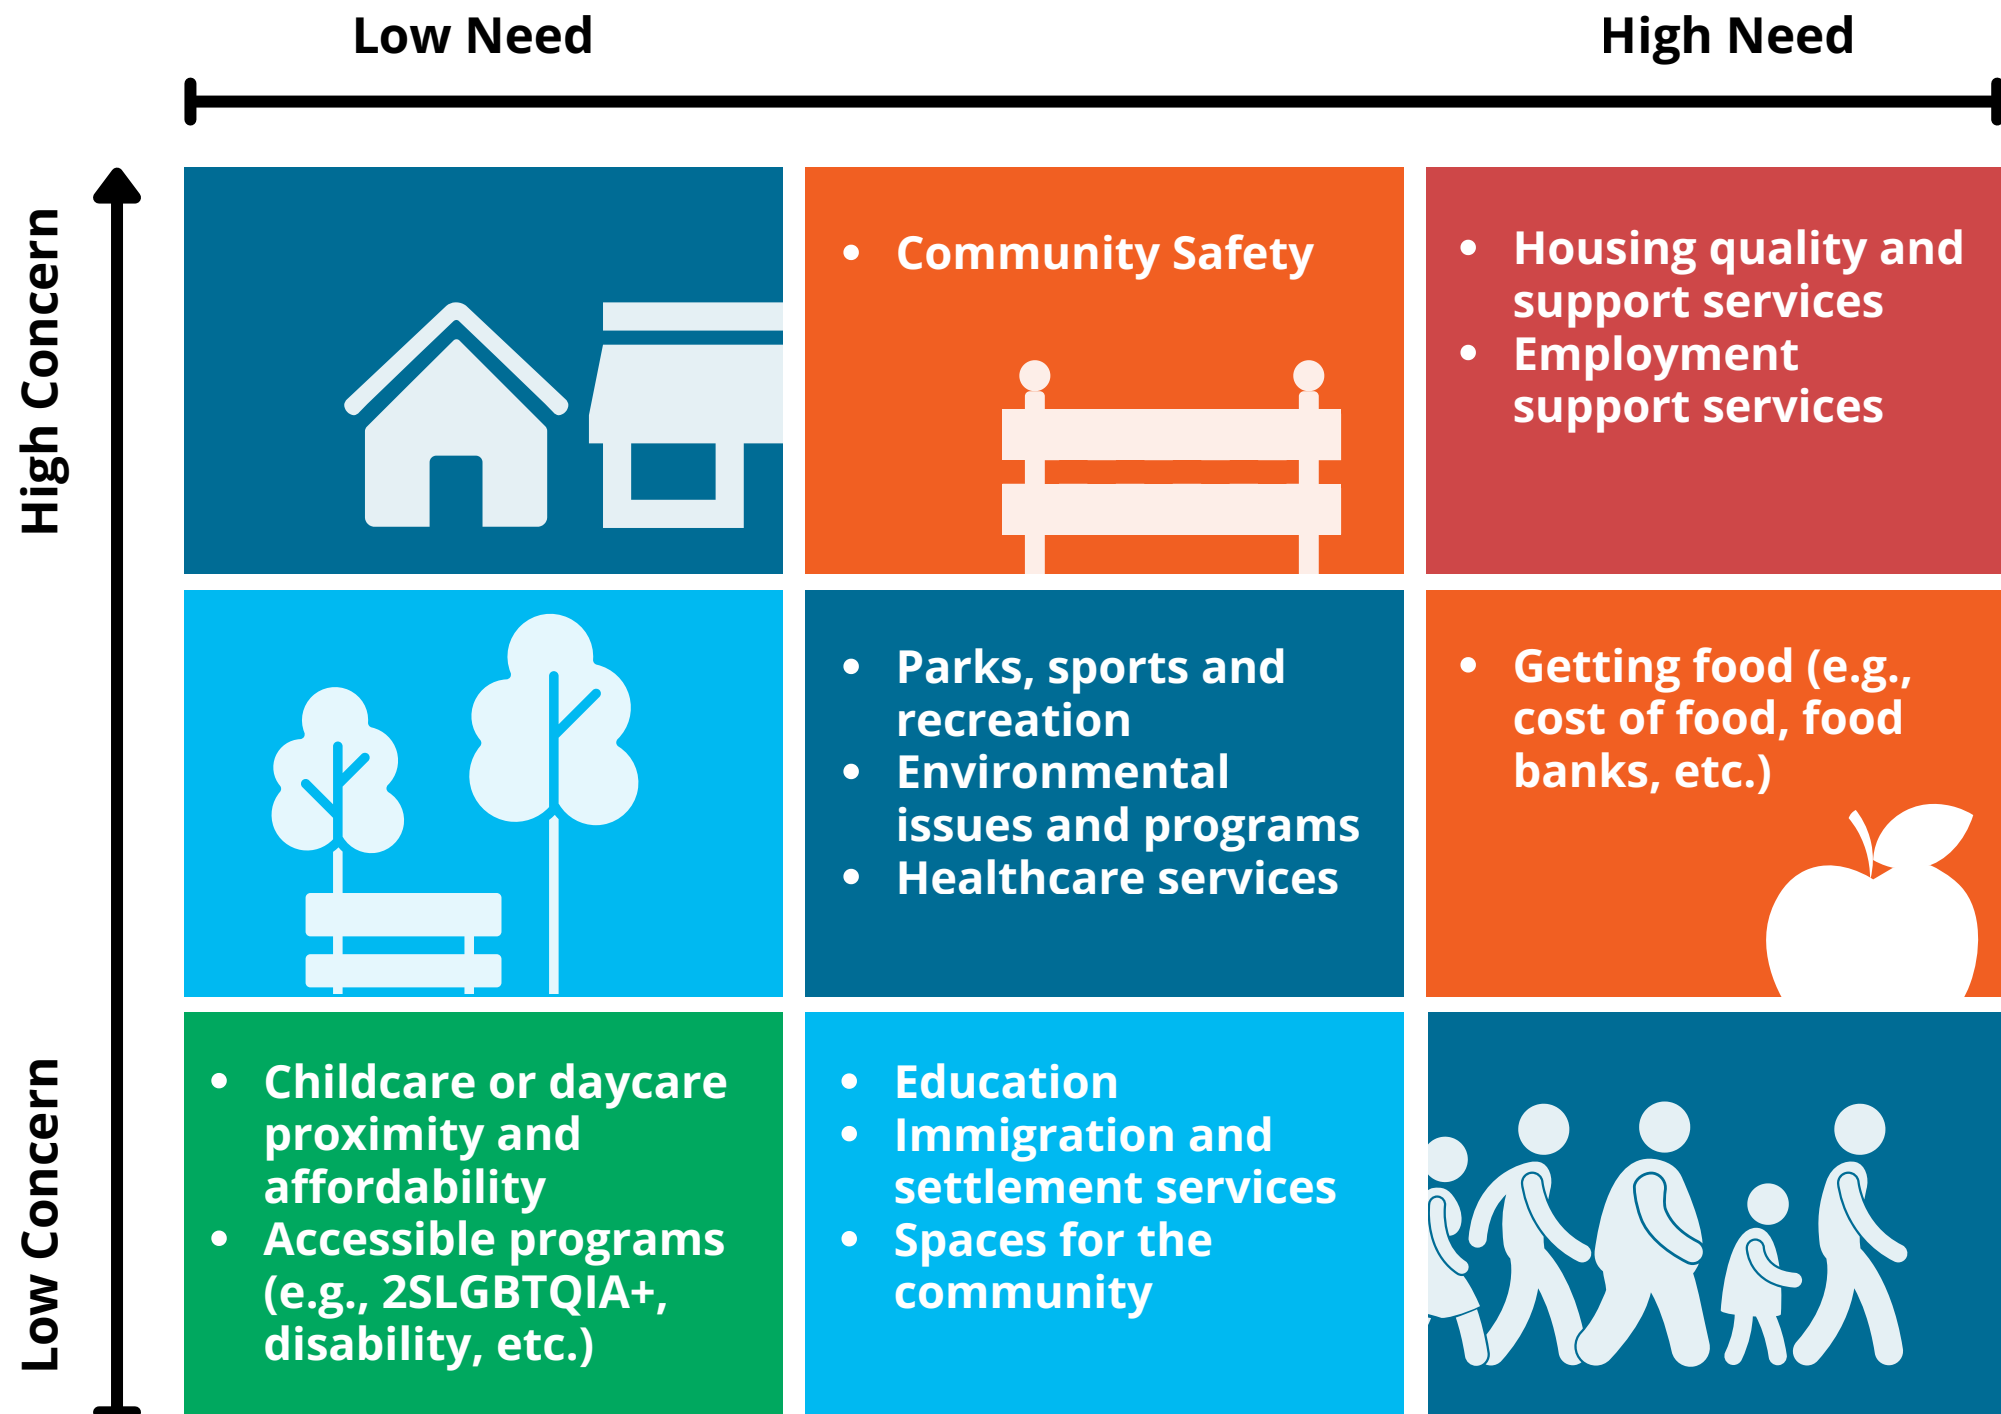 Low Need
High Need
High Concern
• Community Safety
• Housing quality and
support services
• Employment
support services
• Parks, sports and
recreation
• Environmental
issues and programs
• Healthcare services
• Getting food (e.g.,
cost of food, food
banks, etc.)
Low Concern
• Childcare or daycare
proximity and
affordability
• Accessible programs
(e.g., 2SLGBTQIA+,
disability, etc.)
• Education
• Immigration and
settlement services
• Spaces for the
community